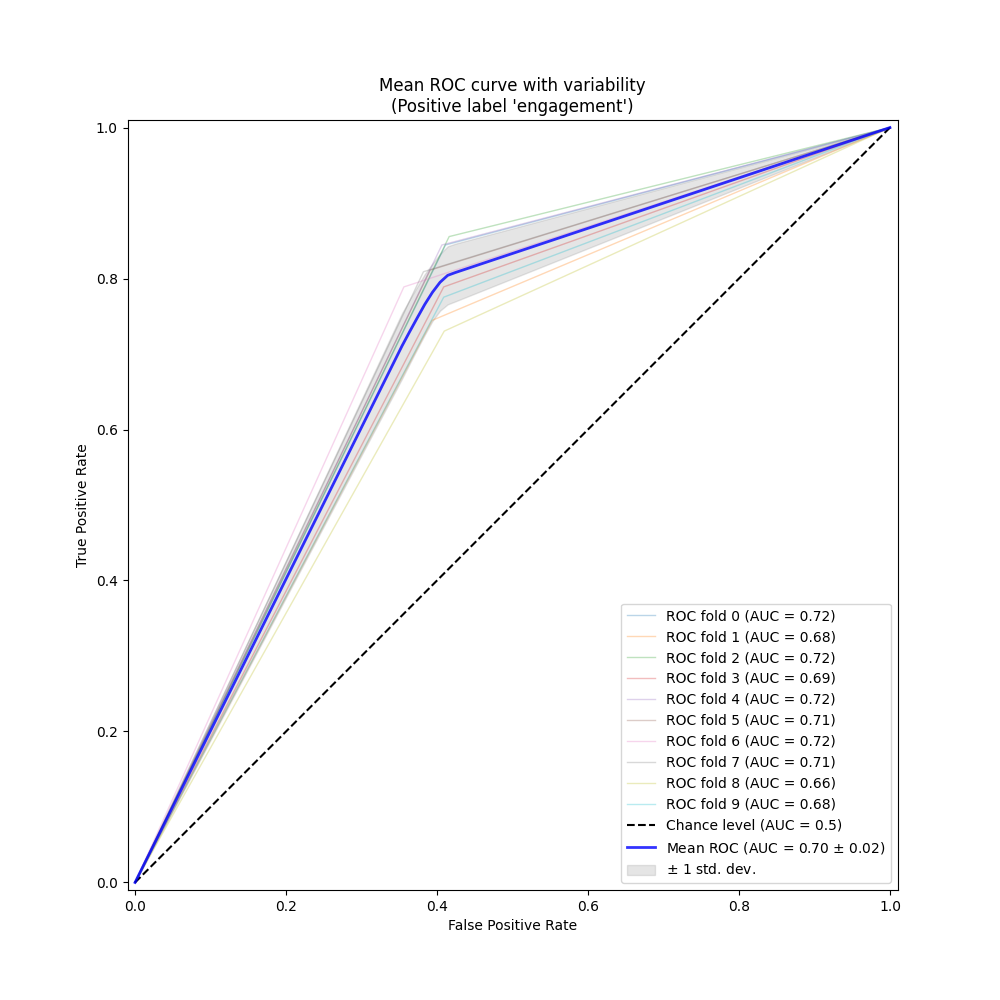 Mean ROC curve with variability
(Positive label 'engagement')
True Positive Rate
1.0
0.8
0.6
0.4
0.2
0.0
0.0 0.2 0.4 0.6 0.8 1.0
False Positive Rate
ROC fold 0 (AUC = 0.72)
ROC fold 1 (AUC = 0.68)
ROC fold 2 (AUC = 0.72)
ROC fold 3 (AUC = 0.69)
ROC fold 4 (AUC = 0.72)
ROC fold 5 (AUC = 0.71)
ROC fold 6 (AUC = 0.72)
ROC fold 7 (AUC = 0.71)
ROC fold 8 (AUC = 0.66)
ROC fold 9 (AUC = 0.68)
Chance level (AUC = 0.5)
Mean ROC (AUC = 0.70 ± 0.02)
± 1 std. dev.